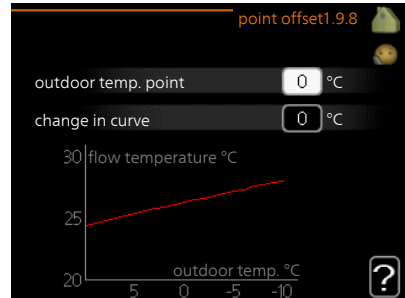 point offset1.9.8
outdoor temp. point 0 °C
change in curve 0 °C
30 flow temperature °C
25
outdoor temp. °C
20
5 0 -5 -10
?